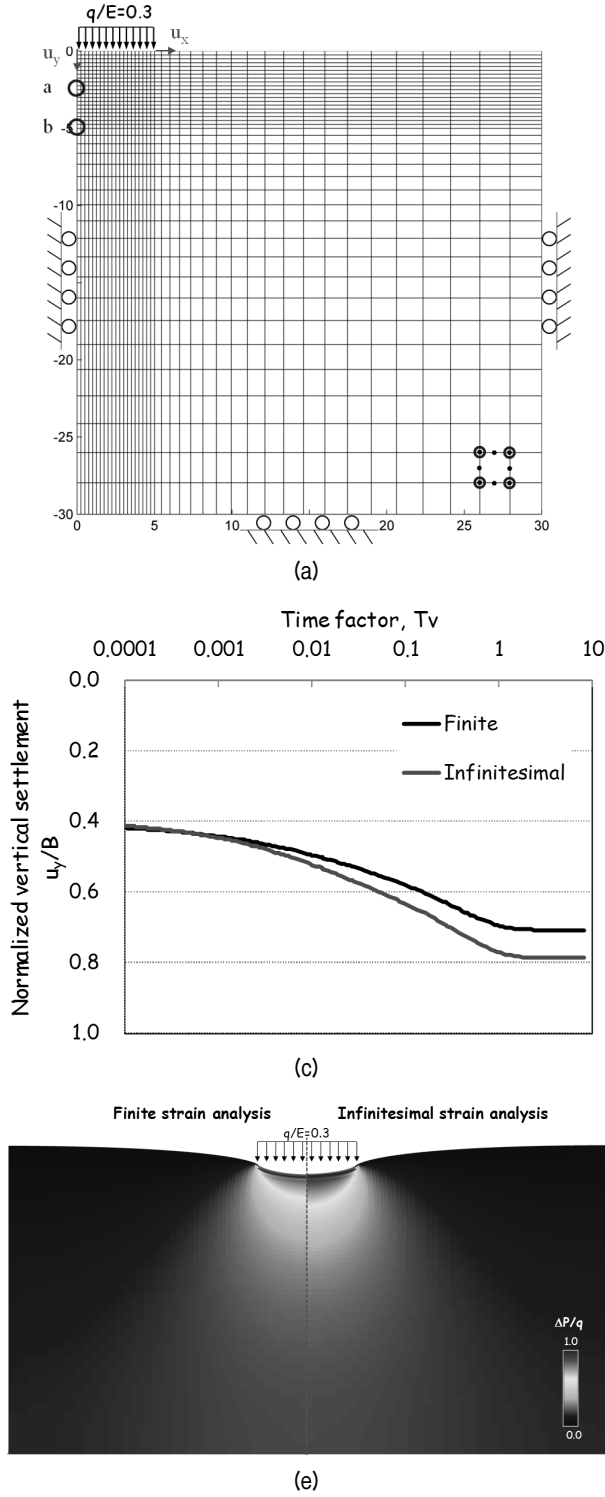 q/E=0.3
uₓ
0
u_y
a
b -5
-10
-20
-25
-30
0 5 10 15 20 25 30
(a)
Time factor, Tv
0.0001 0.001 0.01 0.1 1 10
0.0
0.2
0.4
0.6
0.8
1.0
Normalized vertical settlement
u_y/B
Finite
Infinitesimal
(c)
Finite strain analysis Infinitesimal strain analysis
q/E=0.3
ΔP/q
1.0
0.0
(e)